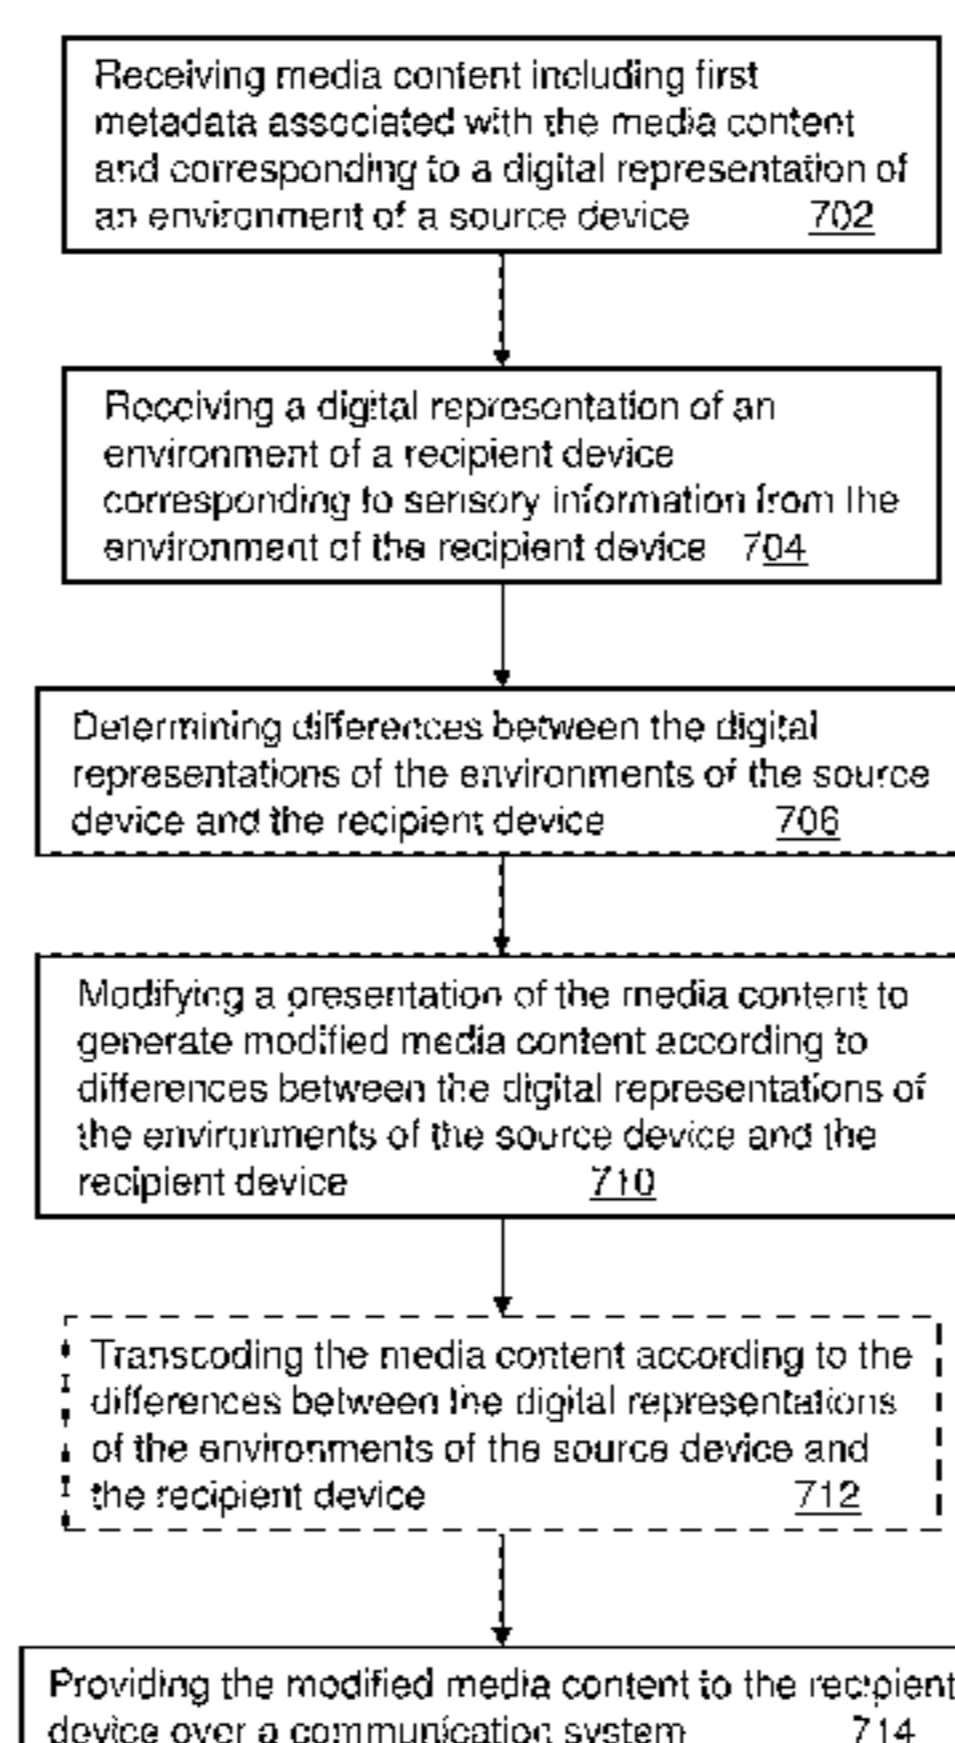 Receiving media content including first
metadata associated with the media content
and corresponding to a digital representation of
an environment of a source device 702
Receiving a digital representation of an
environment of a recipient device
corresponding to sensory information from the
environment of the recipient device 704
Determining differences between the digital
representations of the environments of the source
device and the recipient device 706
Modifying a presentation of the media content to
generate modified media content according to
differences between the digital representations of
the environments of the source device and the
recipient device 710
Transcoding the media content according to the
differences between the digital representations
of the environments of the source device and
the recipient device 712
Providing the modified media content to the recipient
device over a communication system 714